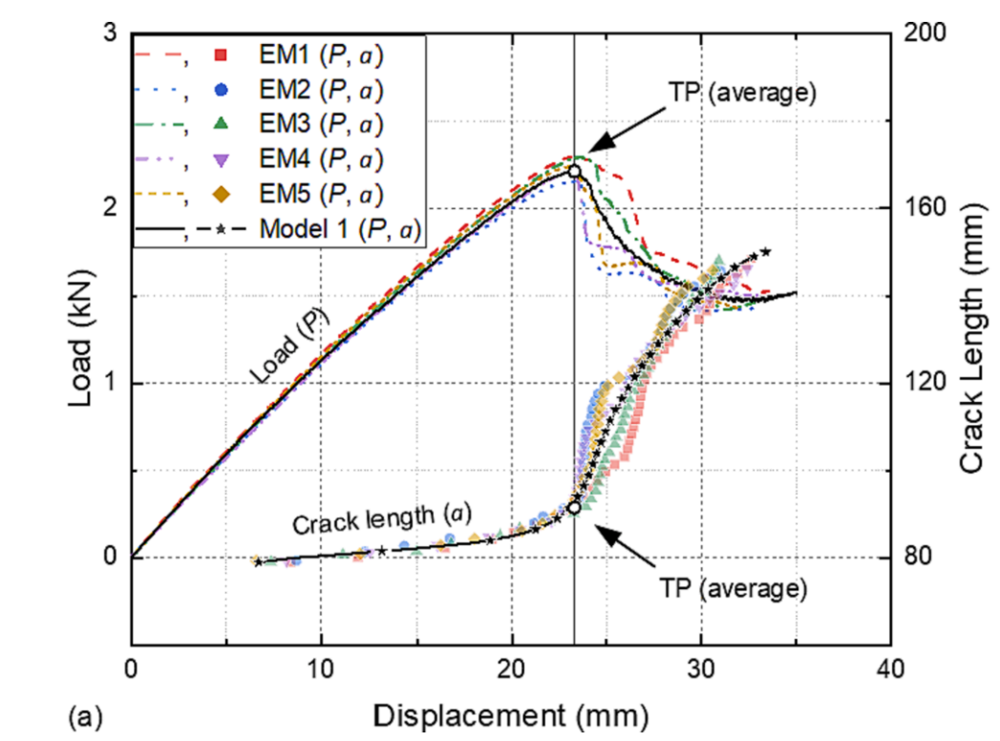 3
200
EM1 (P, a)
EM2 (P, a)
EM3 (P, a)
EM4 (P, a)
EM5 (P, a)
Model 1 (P, a)
TP (average)
2
160
Load (kN)
Load (P)
Crack Length (mm)
1
120
Crack length (a)
0
80
TP (average)
0
10
20
30
40
(a)
Displacement (mm)